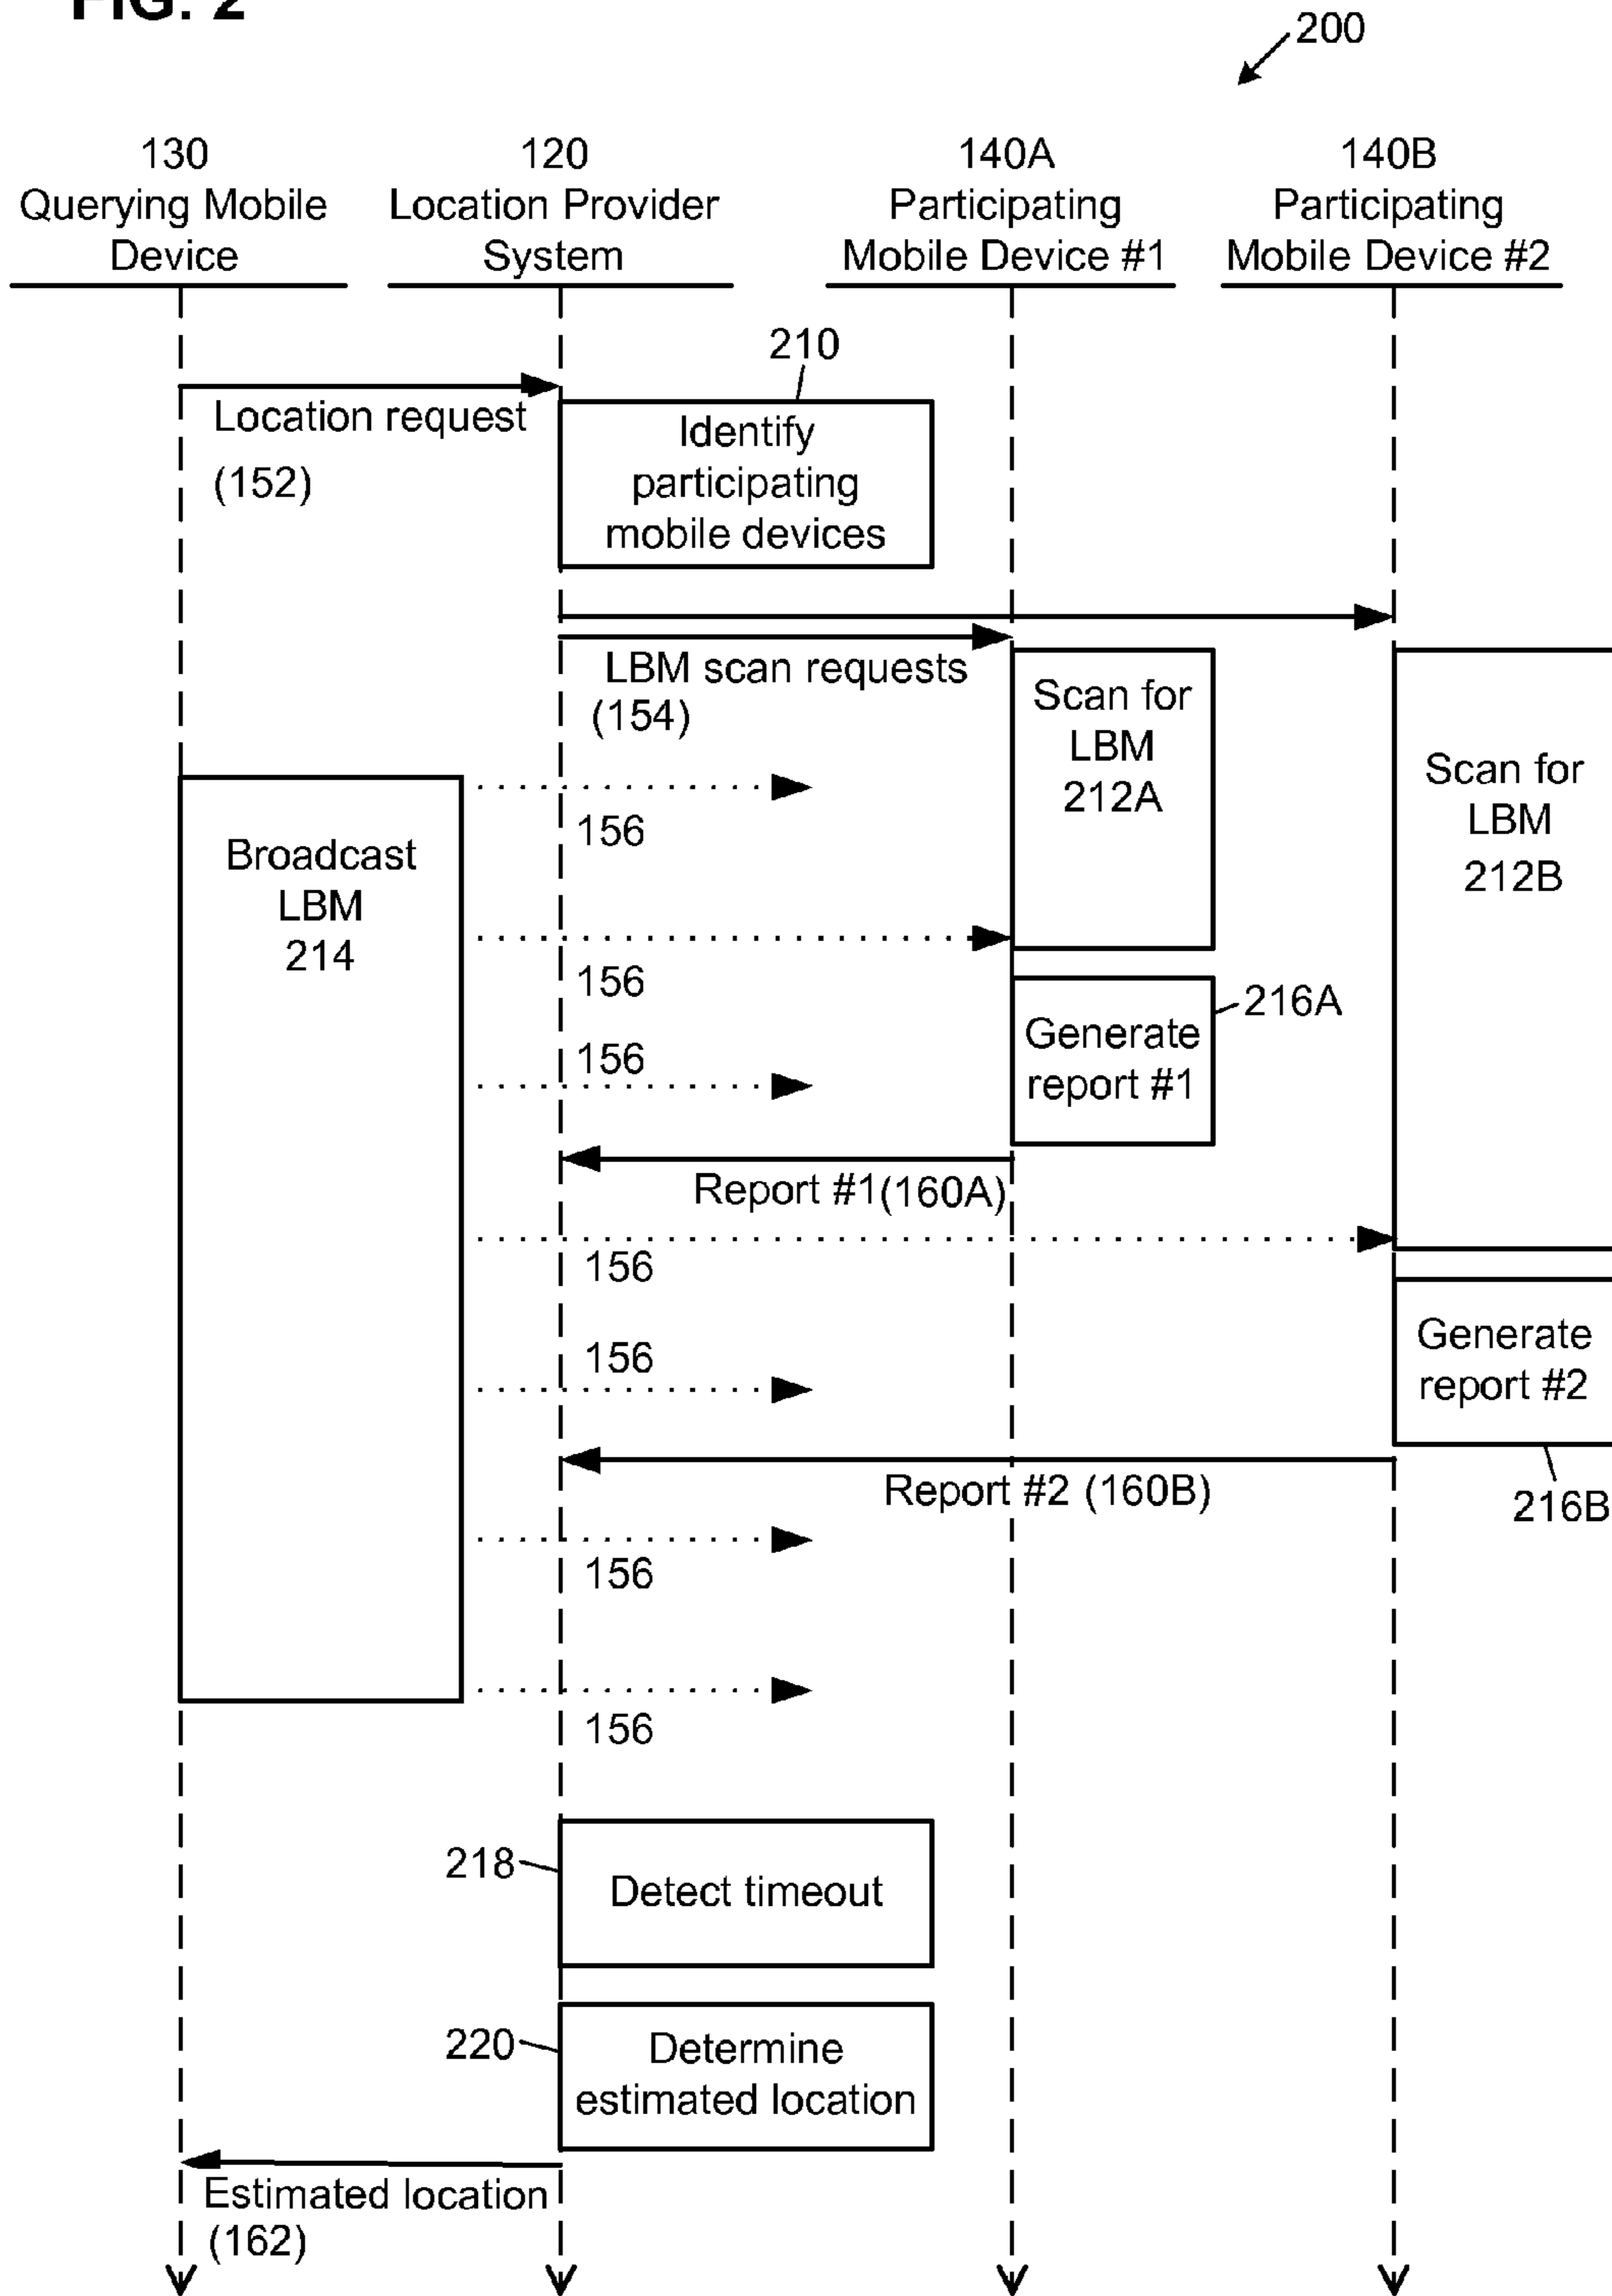 FIG. 2
200
130
Querying Mobile
Device
120
Location Provider
System
140A
Participating
Mobile Device #1
140B
Participating
Mobile Device #2
Location request
(152)
210
Identify
participating
mobile devices
LBM scan requests
(154)
Scan for
LBM
212A
Scan for
LBM
212B
Broadcast
LBM
214
156
156
156
216A
Generate
report #1
Report #1(160A)
156
156
Generate
report #2
216B
Report #2 (160B)
156
156
218
Detect timeout
220
Determine
estimated location
Estimated location
(162)